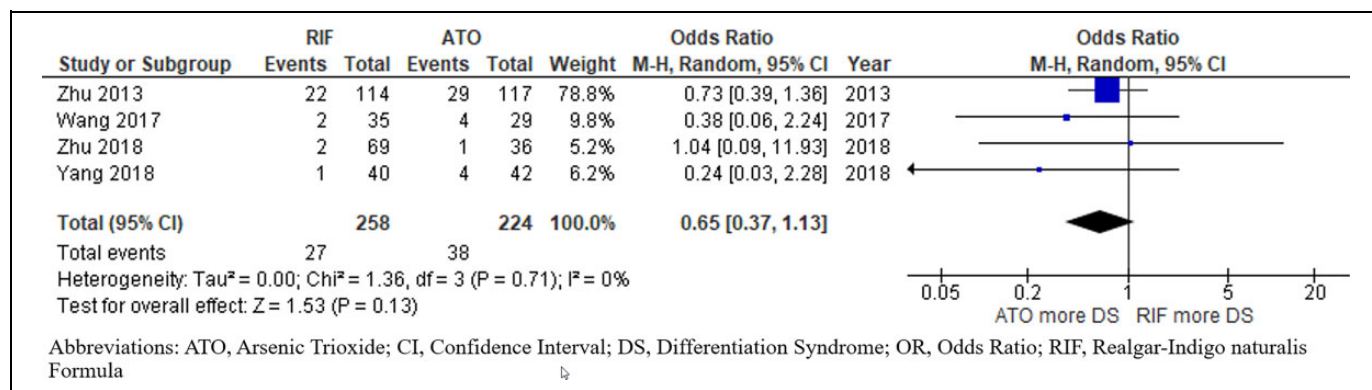 RIF ATO Odds Ratio Odds Ratio
Study or Subgroup Events Total Events Total Weight M-H, Random, 95% CI Year M-H, Random, 95% CI
Zhu 2013 22 114 29 117 78.8% 0.73 [0.39, 1.36] 2013
Wang 2017 2 35 4 29 9.8% 0.38 [0.06, 2.24] 2017
Zhu 2018 2 69 1 36 5.2% 1.04 [0.09, 11.93] 2018
Yang 2018 1 40 4 42 6.2% 0.24 [0.03, 2.28] 2018
Total (95% CI) 258 224 100.0% 0.65 [0.37, 1.13]
Total events 27 38
Heterogeneity: Tau² = 0.00; Chi² = 1.36, df = 3 (P = 0.71); I² = 0%
Test for overall effect: Z = 1.53 (P = 0.13)
0.05 0.2 1 5 20
ATO more DS RIF more DS
Abbreviations: ATO, Arsenic Trioxide; CI, Confidence Interval; DS, Differentiation Syndrome; OR, Odds Ratio; RIF, Realgar-Indigo naturalis
Formula